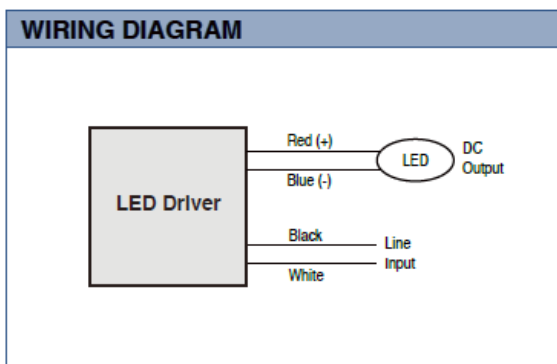 WIRING DIAGRAM
Red (+)
LED Driver
Blue (-)
LED
DC
Output
Black
White
Line
Input